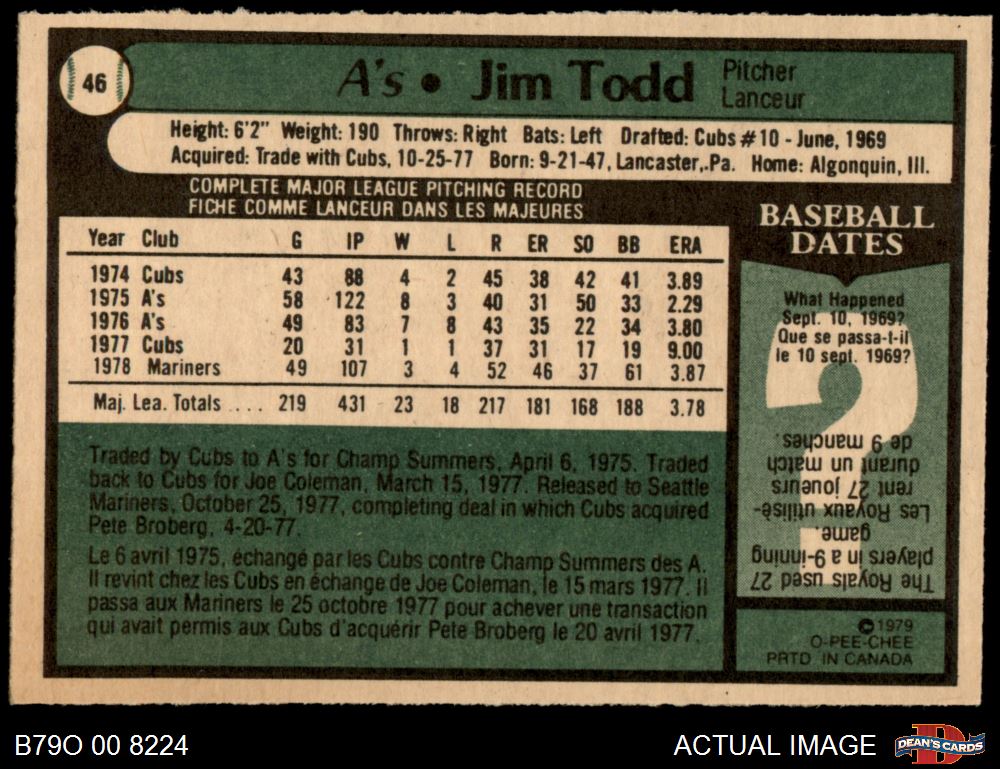 46
A's • Jim Todd Pitcher
Lanceur
Height: 6'2" Weight: 190 Throws: Right Bats: Left Drafted: Cubs #10 - June, 1969
Acquired: Trade with Cubs, 10-25-77 Born: 9-21-47, Lancaster, Pa. Home: Algonquin, Ill.
COMPLETE MAJOR LEAGUE PITCHING RECORD
FICHE COMME LANCEUR DANS LES MAJEURES
Year Club G IP W L R ER SO BB ERA
1974 Cubs 43 88 4 2 45 38 42 41 3.89
1975 A's 58 122 8 3 40 31 50 33 2.29
1976 A's 49 83 7 8 43 35 22 34 3.80
1977 Cubs 20 31 1 1 37 31 17 19 9.00
1978 Mariners 49 107 3 4 52 46 37 61 3.87
Maj. Lea. Totals .... 219 431 23 18 217 181 168 188 3.78
Traded by Cubs to A's for Champ Summers, April 6, 1975. Traded
back to Cubs for Joe Coleman, March 15, 1977. Released to Seattle
Mariners, October 25, 1977, completing deal in which Cubs acquired
Pete Broberg, 4-20-77.
Le 6 avril 1975, échangé par les Cubs contre Champ Summers des A.
Il revint chez les Cubs en échange de Joe Coleman, le 15 mars 1977. Il
passa aux Mariners le 25 octobre 1977 pour achever une transaction
qui avait permis aux Cubs d'acquérir Pete Broberg le 20 avril 1977.
BASEBALL
DATES
What Happened
Sept. 10, 1969?
Que se passa-t-il
le 10 sept. 1969?
The Royals used 27
players in a 9-inning
game.
Les Royaux utilisè-
rent 27 joueurs
durant un match
de 9 manches.
©1979
O-PEE-CHEE
PRTD IN CANADA
B79O 00 8224
ACTUAL IMAGE
D
DEAN'S CARDS